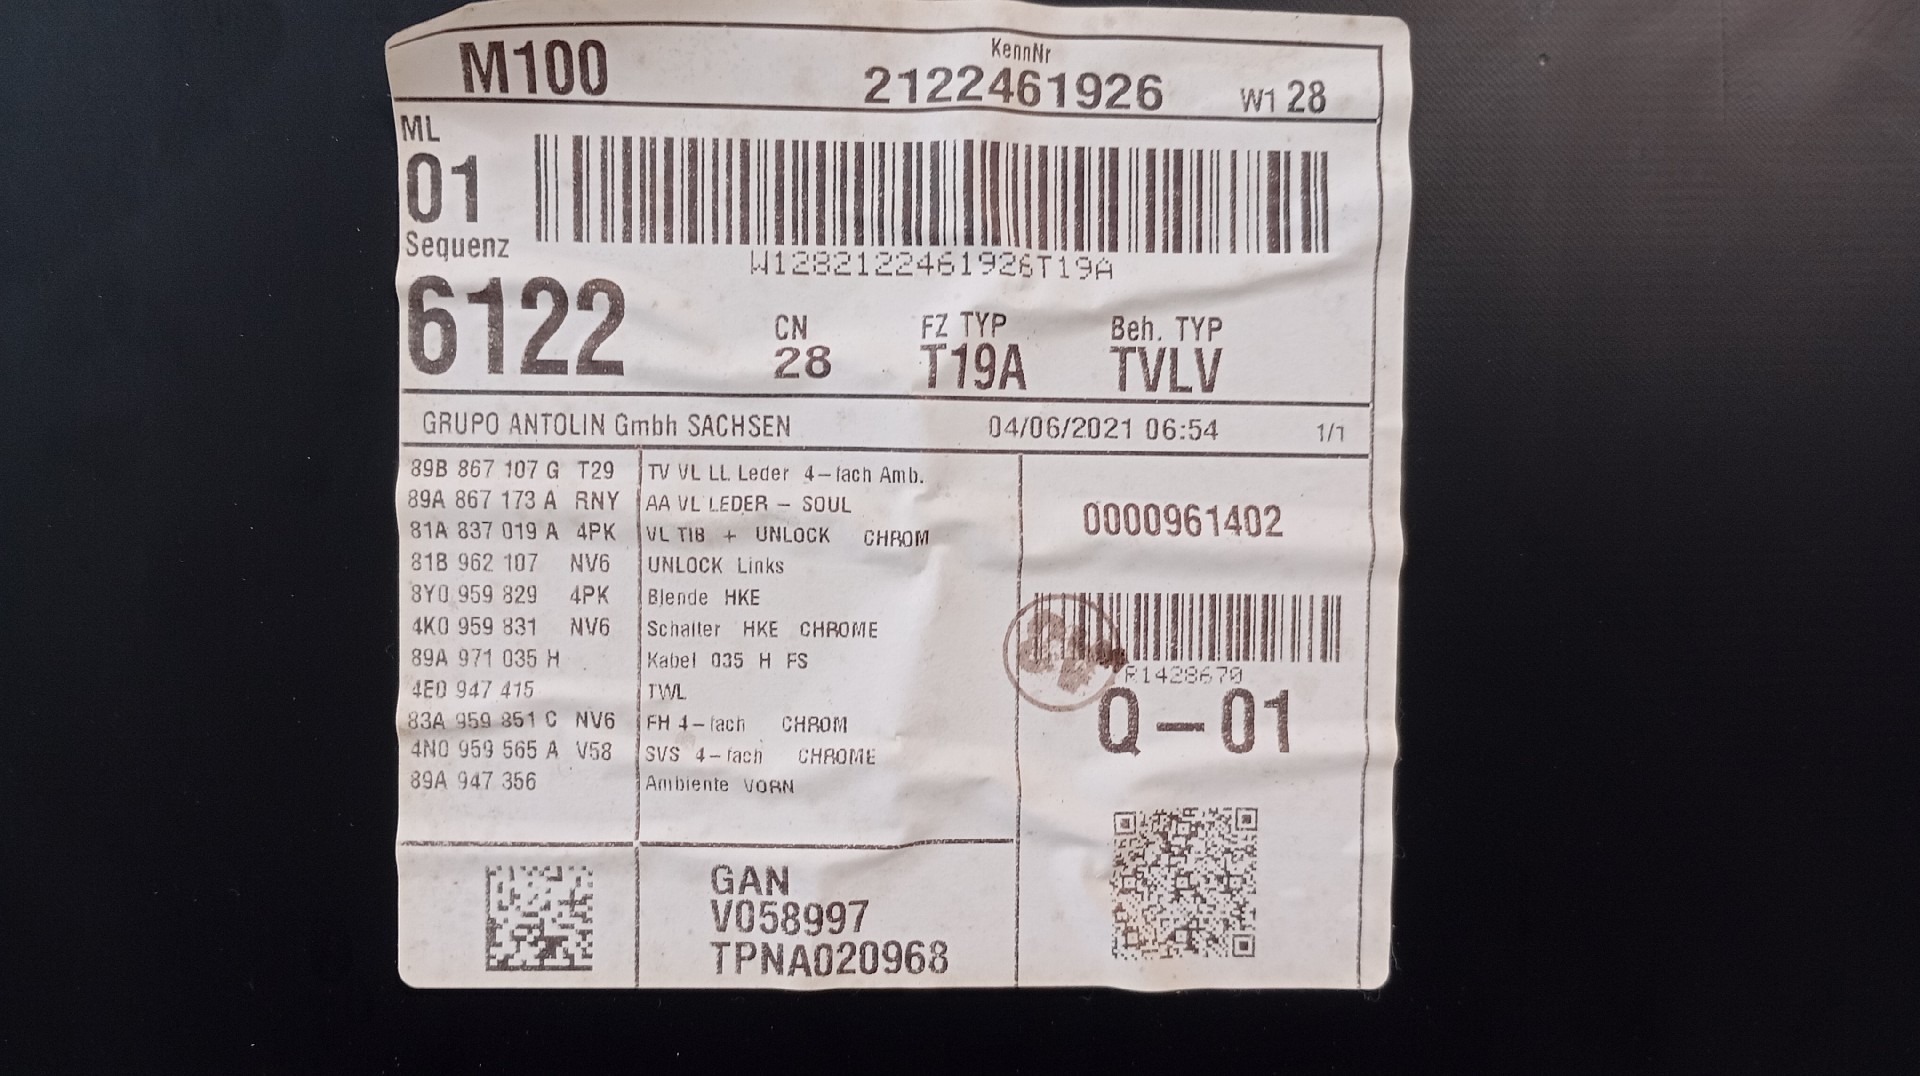 M100
KennNr
2122461926
W1 28
ML
01
W1282122461926T19A
Sequenz
6122
CN
28
FZ TYP
T19A
Beh. TYP
TVLV
GRUPO ANTOLIN Gmbh SACHSEN 04/06/2021 06:54 1/1
89B 867 107 G T29 TV VL LL Leder 4-fach Amb.
89A 867 173 A RNY AA VL LEDER - SOUL
81A 837 019 A 4PK VL TIB + UNLOCK CHROM
81B 962 107 NV6 UNLOCK Links
8Y0 959 829 4PK Blende HKE
4K0 959 831 NV6 Schalter HKE CHROME
89A 971 035 H Kabel 035 H FS
4E0 947 415 TWL
83A 959 851 C NV6 FH 4-fach CHROM
4N0 959 565 A V58 SVS 4-fach CHROME
89A 947 356 Ambiente VORN
0000961402
R1428670
Q-01
GAN
V058997
TPNA020968